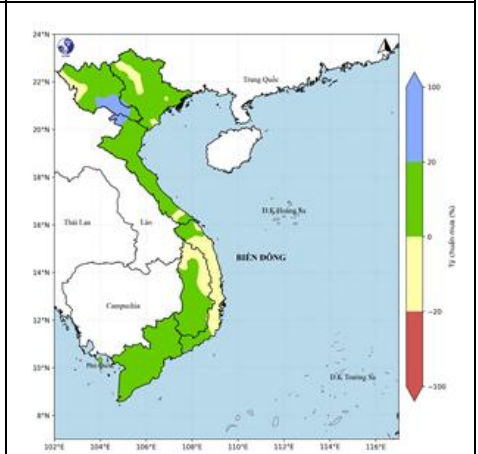 24°N
22°N
20°N
18°N
16°N
14°N
12°N
10°N
8°N
Trung Quốc
Thái Lan
Lào
Đ.K Hoàng Sa
BIỂN ĐÔNG
Campuchia
Phú Quốc
Đ.K Trường Sa
102°E 104°E 106°E 108°E 110°E 112°E 114°E 116°E
100
20
0
-20
-100
Tỷ chuẩn mưa (%)